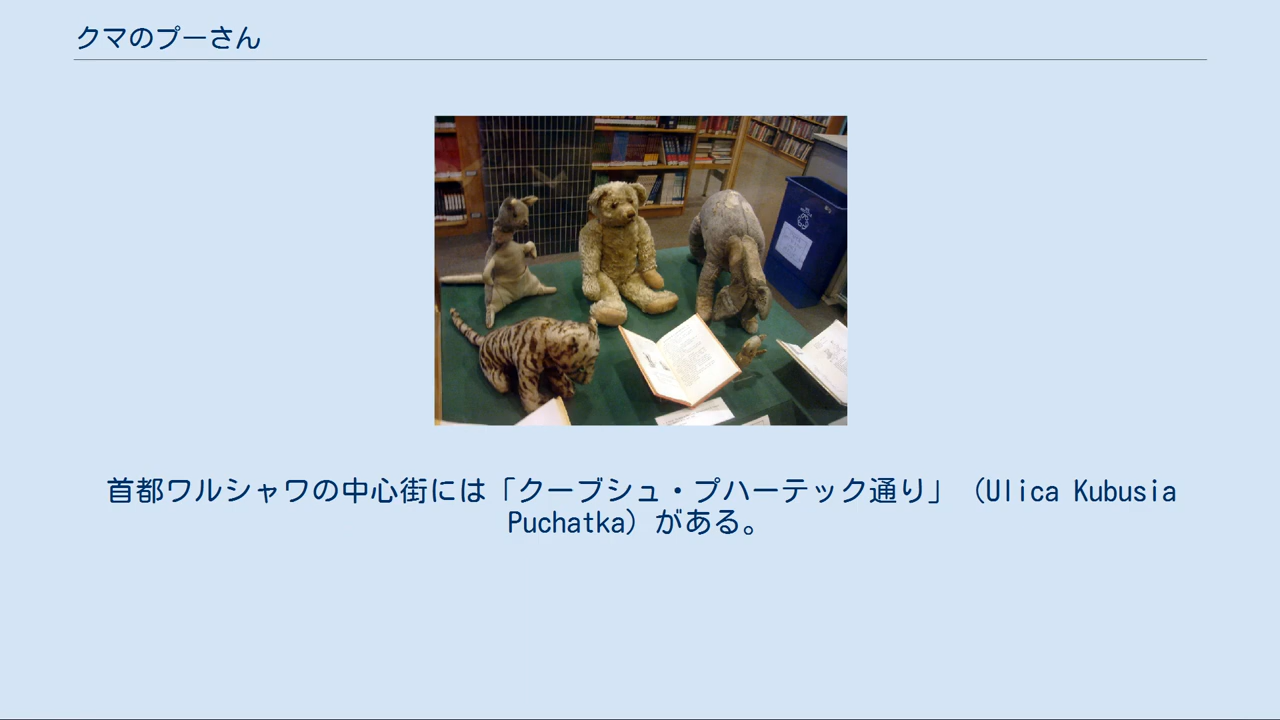 クマのプーさん
首都ワルシャワの中心街には「クーブシュ・プハーテック通り」（Ulica Kubusia
Puchatka）がある。